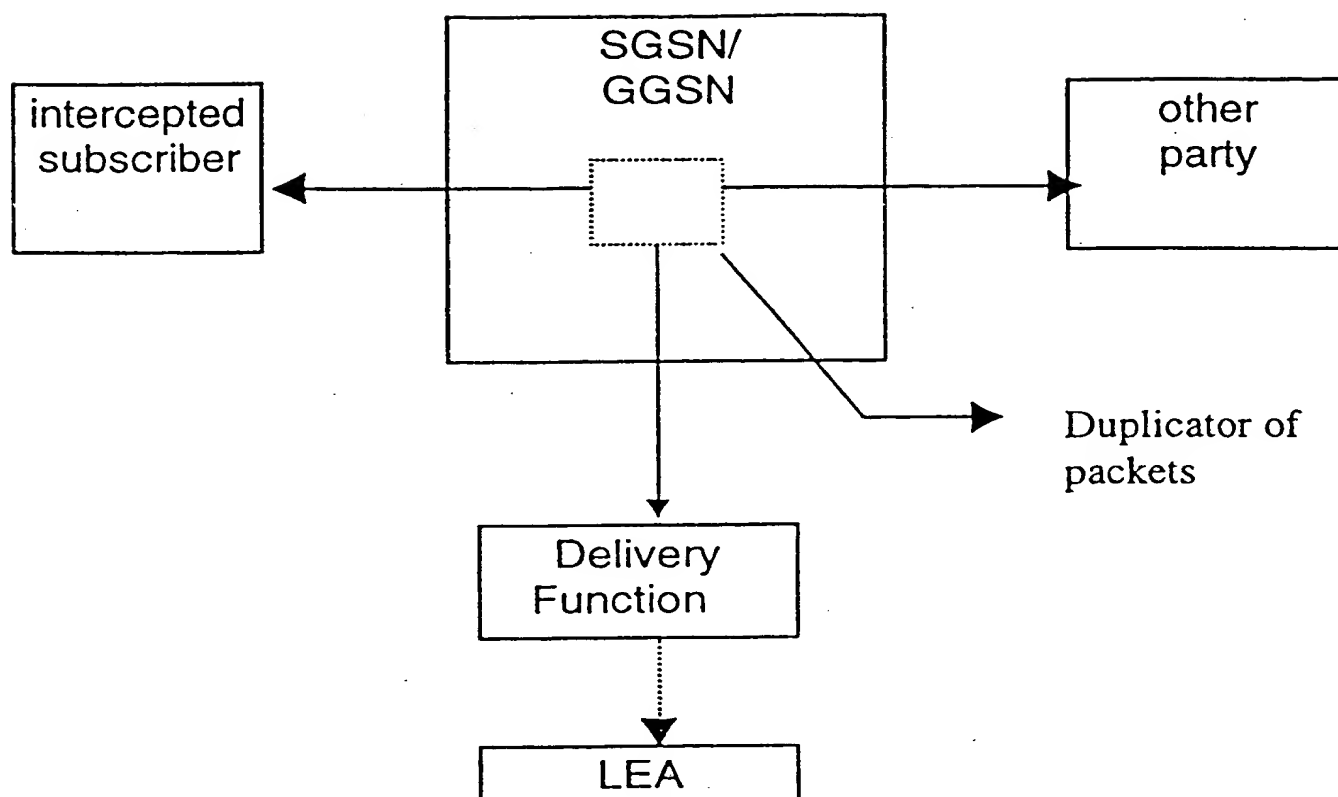 SGSN/
GGSN
intercepted
subscriber
other
party
Duplicator of
packets
Delivery
Function
LEA